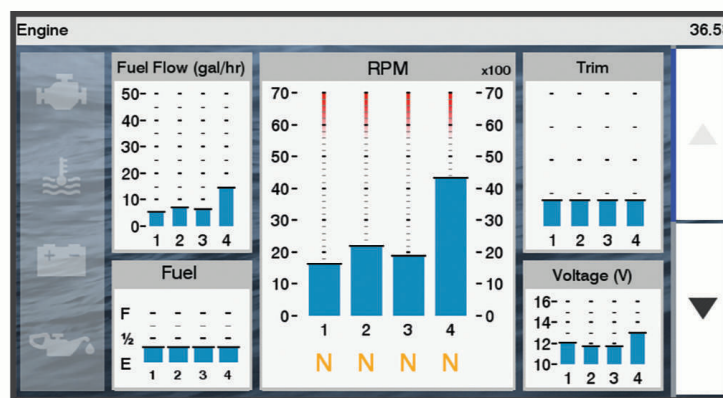 Engine 36.5
Fuel Flow (gal/hr)
50-
40-
30-
20-
10-
0-
1 2 3 4
Fuel
F
½
E
1 2 3 4
RPM x100
70- -70
60- -60
50- -50
40- -40
30- -30
20- -20
10- -10
0- -0
1 2 3 4
N N N N
Trim
1 2 3 4
Voltage (V)
16-
14-
12-
10-
1 2 3 4